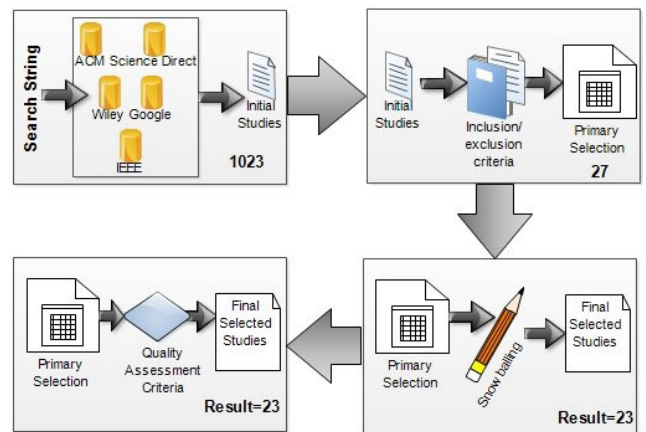 Search String
ACM Science Direct
Wiley Google
IEEE
Initial
Studies
1023
Initial
Studies
Inclusion/
exclusion
criteria
Primary
Selection
27
Primary
Selection
Snow balling
Final
Selected
Studies
Result=23
Primary
Selection
Quality
Assessment
Criteria
Final
Selected
Studies
Result=23